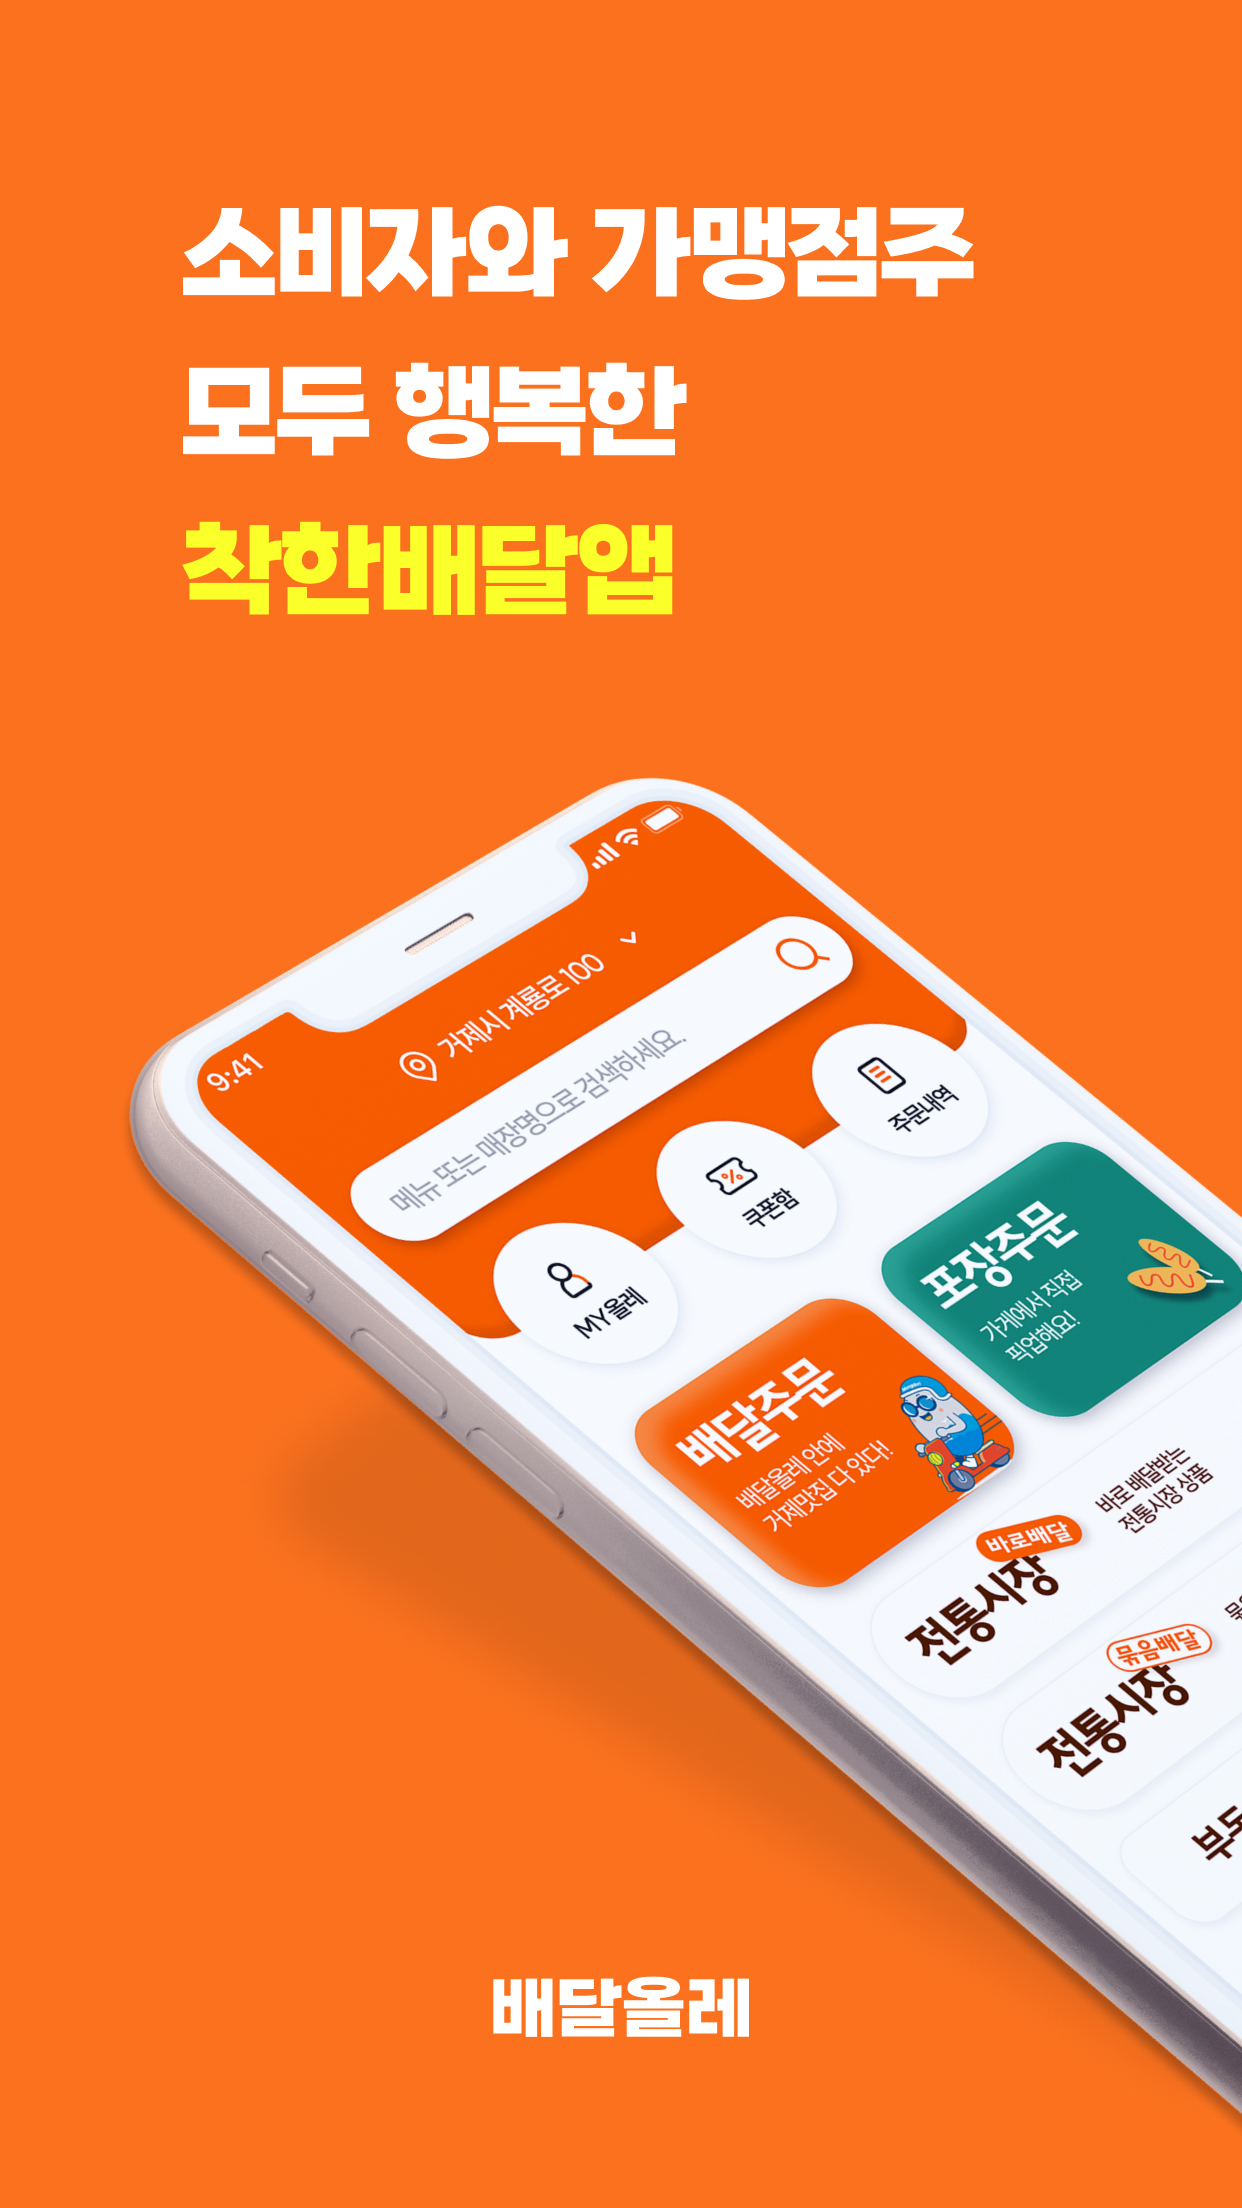 소비자와 가맹점주
모두 행복한
착한배달앱
9:41
거제시 계룡로 100
메뉴 또는 매장명으로 검색하세요.
MY올레
쿠폰함
주문내역
배달주문
배달올레 안에
거제맛집 다 있다!
포장주문
가게에서 직접
픽업해요!
바로배달
전통시장
바로 배달받는
전통시장 상품
묶음배달
전통시장
배달올레